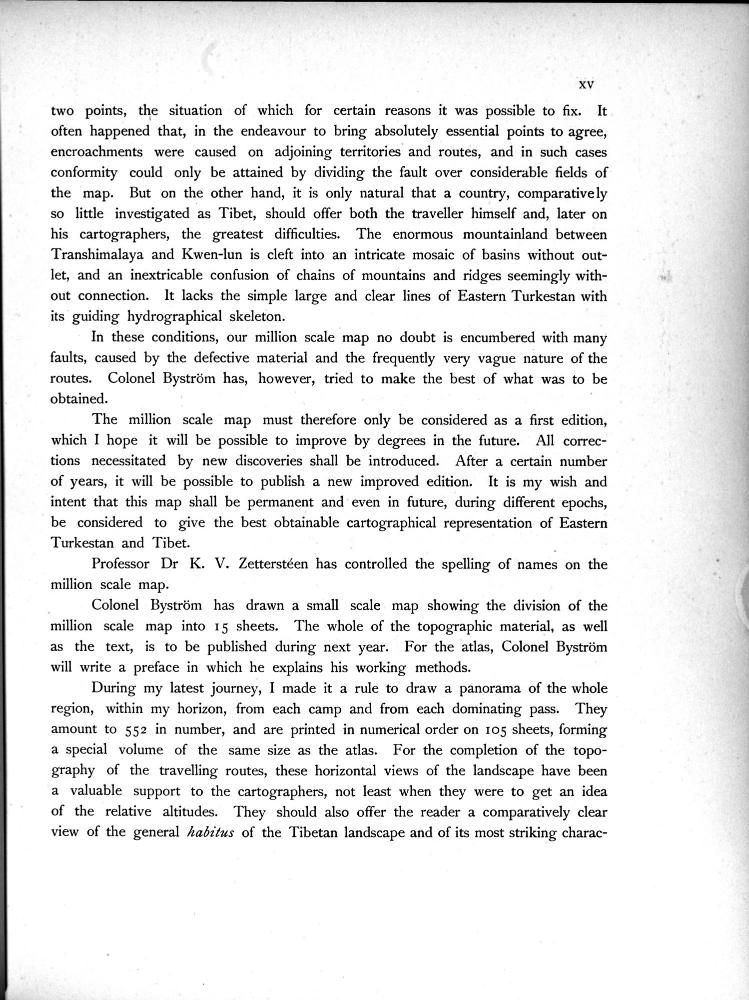 xv
two points, the situation of which for certain reasons it was possible to fix. It
often happened that, in the endeavour to bring absolutely essential points to agree,
encroachments were caused on adjoining territories and routes, and in such cases
conformity could only be attained by dividing the fault over considerable fields of
the map. But on the other hand, it is only natural that a country, comparatively
so little investigated as Tibet, should offer both the traveller himself and, later on
his cartographers, the greatest difficulties. The enormous mountainland between
Transhimalaya and Kwen-lun is cleft into an intricate mosaic of basins without out-
let, and an inextricable confusion of chains of mountains and ridges seemingly with-
out connection. It lacks the simple large and clear lines of Eastern Turkestan with
its guiding hydrographical skeleton.
In these conditions, our million scale map no doubt is encumbered with many
faults, caused by the defective material and the frequently very vague nature of the
routes. Colonel Byström has, however, tried to make the best of what was to be
obtained.
The million scale map must therefore only be considered as a first edition,
which I hope it will be possible to improve by degrees in the future. All correc-
tions necessitated by new discoveries shall be introduced. After a certain number
of years, it will be possible to publish a new improved edition. It is my wish and
intent that this map shall be permanent and even in future, during different epochs,
be considered to give the best obtainable cartographical representation of Eastern
Turkestan and Tibet.
Professor Dr K. V. Zetterstéen has controlled the spelling of names on the
million scale map.
Colonel Byström has drawn a small scale map showing the division of the
million scale map into 15 sheets. The whole of the topographic material, as well
as the text, is to be published during next year. For the atlas, Colonel Byström
will write a preface in which he explains his working methods.
During my latest journey, I made it a rule to draw a panorama of the whole
region, within my horizon, from each camp and from each dominating pass. They
amount to 552 in number, and are printed in numerical order on 105 sheets, forming
a special volume of the same size as the atlas. For the completion of the topo-
graphy of the travelling routes, these horizontal views of the landscape have been
a valuable support to the cartographers, not least when they were to get an idea
of the relative altitudes. They should also offer the reader a comparatively clear
view of the general habitus of the Tibetan landscape and of its most striking charac-